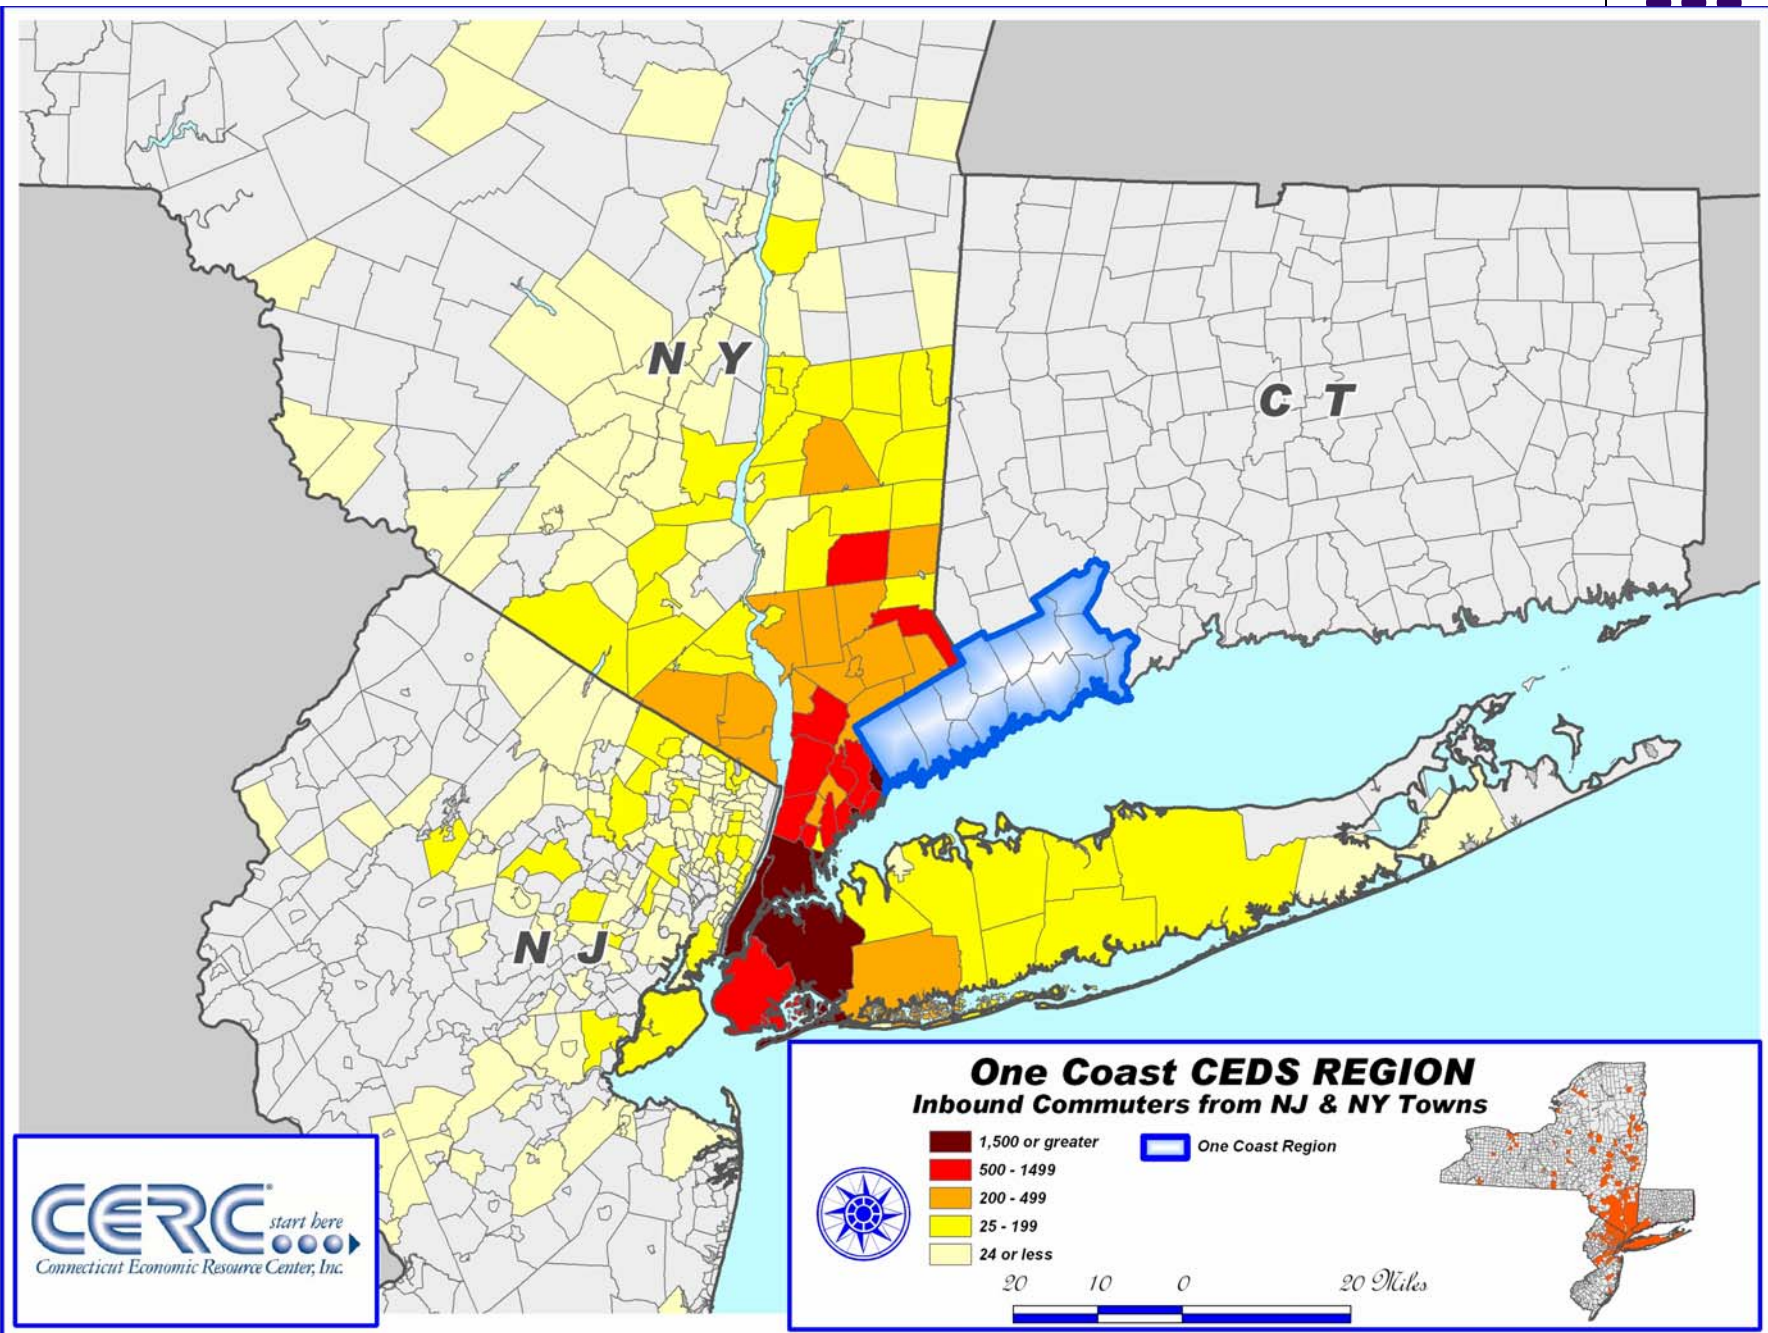 N Y
C T
N J
One Coast CEDS REGION
Inbound Commuters from NJ & NY Towns
1,500 or greater
500 - 1499
200 - 499
25 - 199
24 or less
One Coast Region
20 10 0 20 Miles
CERC
start here
Connecticut Economic Resource Center, Inc.